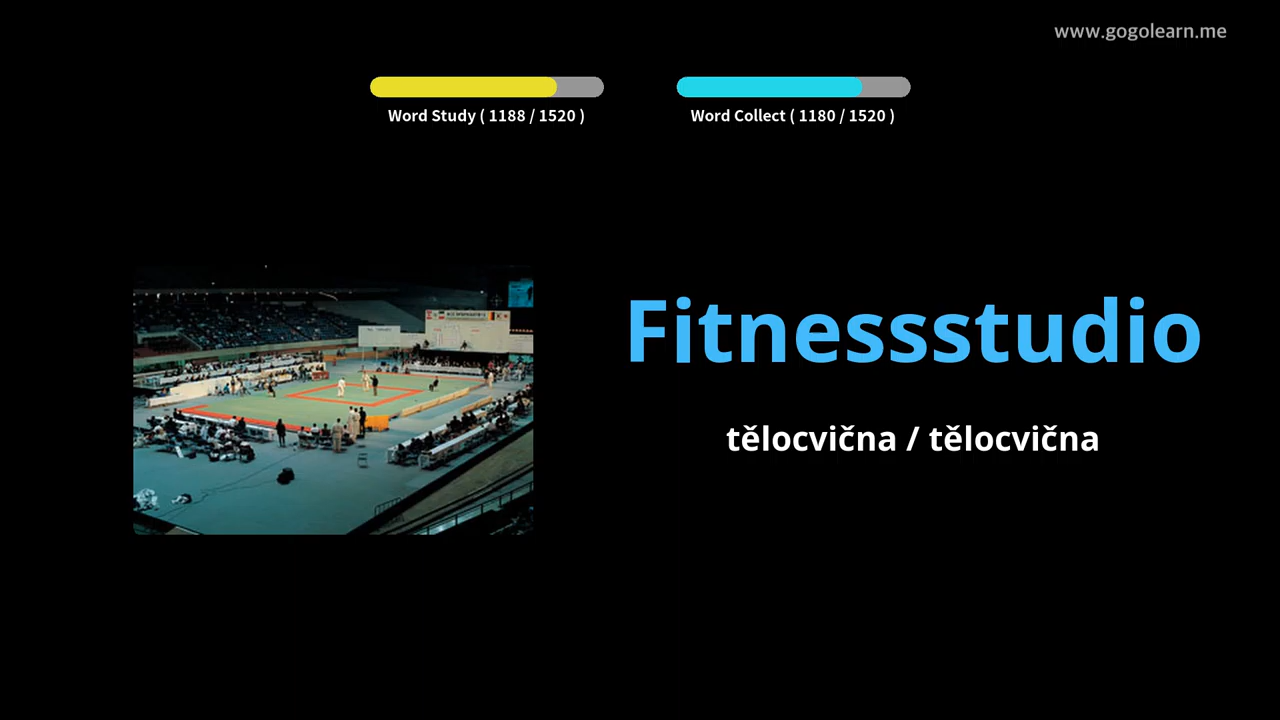 www.gogolearn.me
Word Study ( 1188 / 1520 )
Word Collect ( 1180 / 1520 )
Fitnessstudio
tělocvična / tělocvična